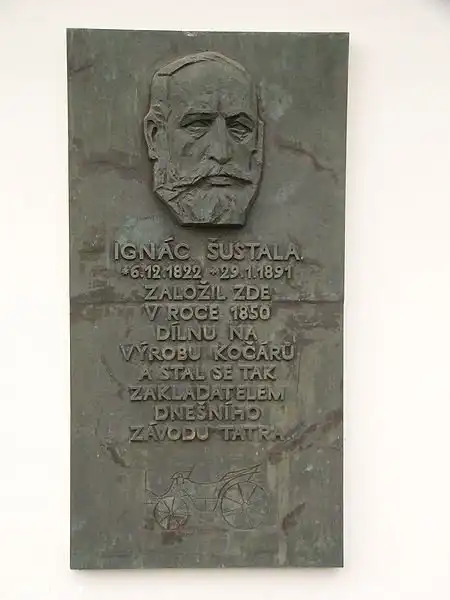 IGNÁC ŠUSTALA.
*6.12.1822 +29.1.1891
ZALOŽIL ZDE
V ROCE 1850
DÍLNU NA
VÝROBU KOČÁRŮ
A STAL SE TAK
ZAKLADATELEM
DNEŠNÍHO
ZÁVODU TATRA.